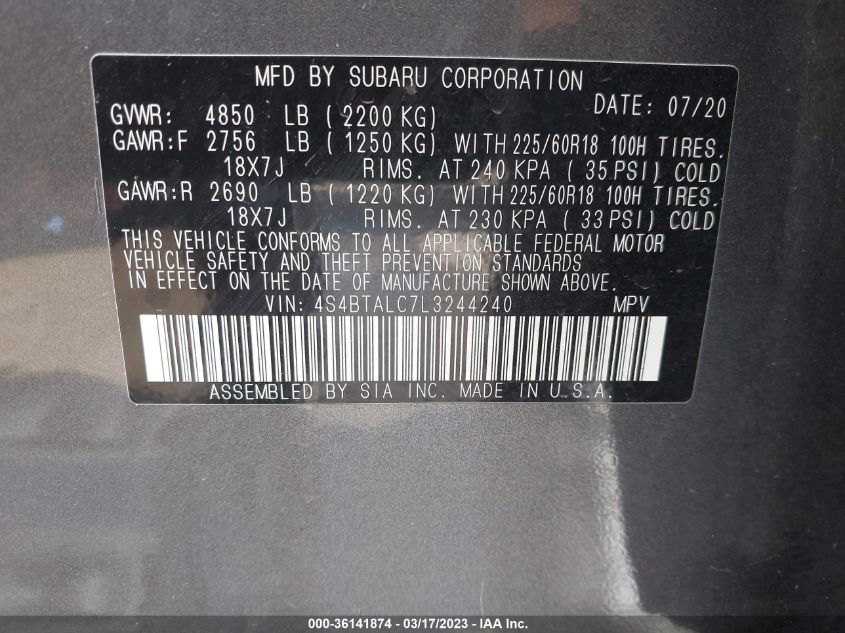 MFD BY SUBARU CORPORATION
GVWR: 4850 LB (2200 KG) DATE: 07/20
GAWR:F 2756 LB (1250 KG) WITH 225/60R18 100H TIRES.
18X7J RIMS. AT 240 KPA (35 PSI) COLD
GAWR:R 2690 LB (1220 KG) WITH 225/60R18 100H TIRES.
18X7J RIMS. AT 230 KPA (33 PSI) COLD
THIS VEHICLE CONFORMS TO ALL APPLICABLE FEDERAL MOTOR
VEHICLE SAFETY AND THEFT PREVENTION STANDARDS
IN EFFECT ON THE DATE OF MANUFACTURE SHOWN ABOVE.
VIN: 4S4BTALC7L3244240 MPV
ASSEMBLED BY SIA INC. MADE IN U.S.A.
000-36141874 - 03/17/2023 - IAAI.com